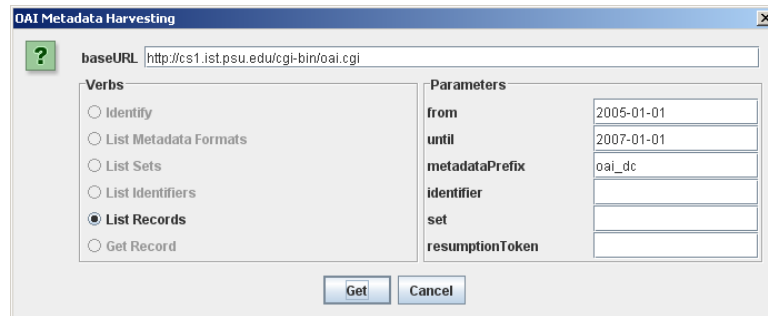 OAI Metadata Harvesting
baseURL http://cs1.ist.psu.edu/cgi-bin/oai.cgi
Verbs
Identify
List Metadata Formats
List Sets
List Identifiers
List Records
Get Record
Parameters
from 2005-01-01
until 2007-01-01
metadataPrefix oai_dc
identifier
set
resumptionToken
Get Cancel